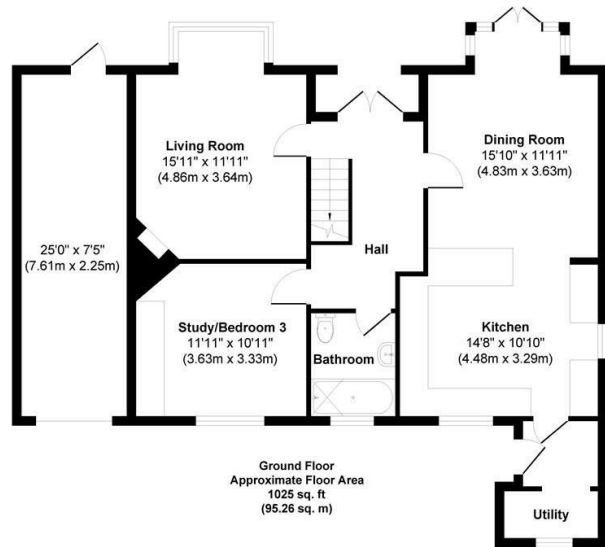 Living Room
15'11" x 11'11"
(4.86m x 3.64m)
Dining Room
15'10" x 11'11"
(4.83m x 3.63m)
25'0" x 7'5"
(7.61m x 2.25m)
Hall
Study/Bedroom 3
11'11" x 10'11"
(3.63m x 3.33m)
Bathroom
Kitchen
14'8" x 10'10"
(4.48m x 3.29m)
Ground Floor
Approximate Floor Area
1025 sq. ft
(95.26 sq. m)
Utility